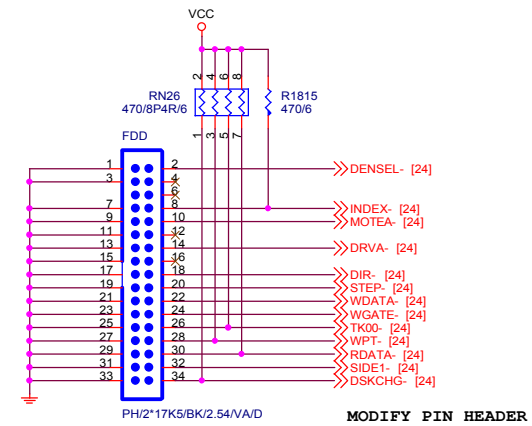 VCC
2 4 6 8
RN26
470/8P4R/6
R1815
470/6
1 3 5 7
FDD
1 2 DENSEL- [24]
3 4
6
7 8 INDEX- [24]
9 10 MOTEA- [24]
11 12
13 14 DRVA- [24]
15 16
17 18 DIR- [24]
19 20 STEP- [24]
21 22 WDATA- [24]
23 24 WGATE- [24]
25 26 TK00- [24]
27 28 WPT- [24]
29 30 RDATA- [24]
31 32 SIDE1- [24]
33 34 DSKCHG- [24]
PH/2*17K5/BK/2.54/VA/D
MODIFY PIN HEADER